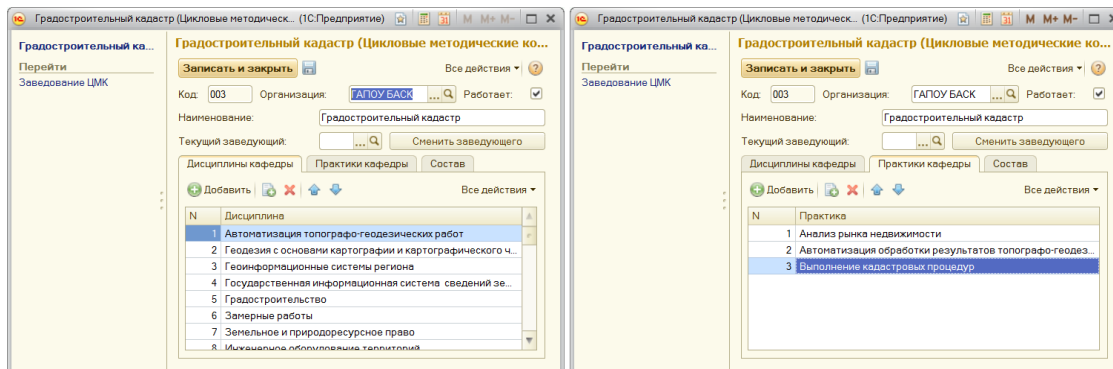 Градостроительный кадастр (Цикловые методическ... (1С:Предприятие) 31 M M+ M-
Градостроительный ка...
Перейти
Заведование ЦМК
Градостроительный кадастр (Цикловые методические ко...
Записать и закрыть Все действия
Код: 003 Организация: ГАПОУ БАСК ... Работает:
Наименование: Градостроительный кадастр
Текущий заведующий: ... Сменить заведующего
Дисциплины кафедры Практики кафедры Состав
Добавить Все действия
N Дисциплина
1 Автоматизация топографо-геодезических работ
2 Геодезия с основами картографии и картографического ч...
3 Геоинформационные системы региона
4 Государственная информационная система сведений зе...
5 Градостроительство
6 Замерные работы
7 Земельное и природоресурсное право
8 Инженерное оборудование территорий
Градостроительный кадастр (Цикловые методическ... (1С:Предприятие) 31 M M+ M-
Градостроительный ка...
Перейти
Заведование ЦМК
Градостроительный кадастр (Цикловые методические ко...
Записать и закрыть Все действия ?
Код: 003 Организация: ГАПОУ БАСК ... Работает:
Наименование: Градостроительный кадастр
Текущий заведующий: ... Сменить заведующего
Дисциплины кафедры Практики кафедры Состав
Добавить Все действия
N Практика
1 Анализ рынка недвижимости
2 Автоматизация обработки результатов топографо-геодез...
3 Выполнение кадастровых процедур